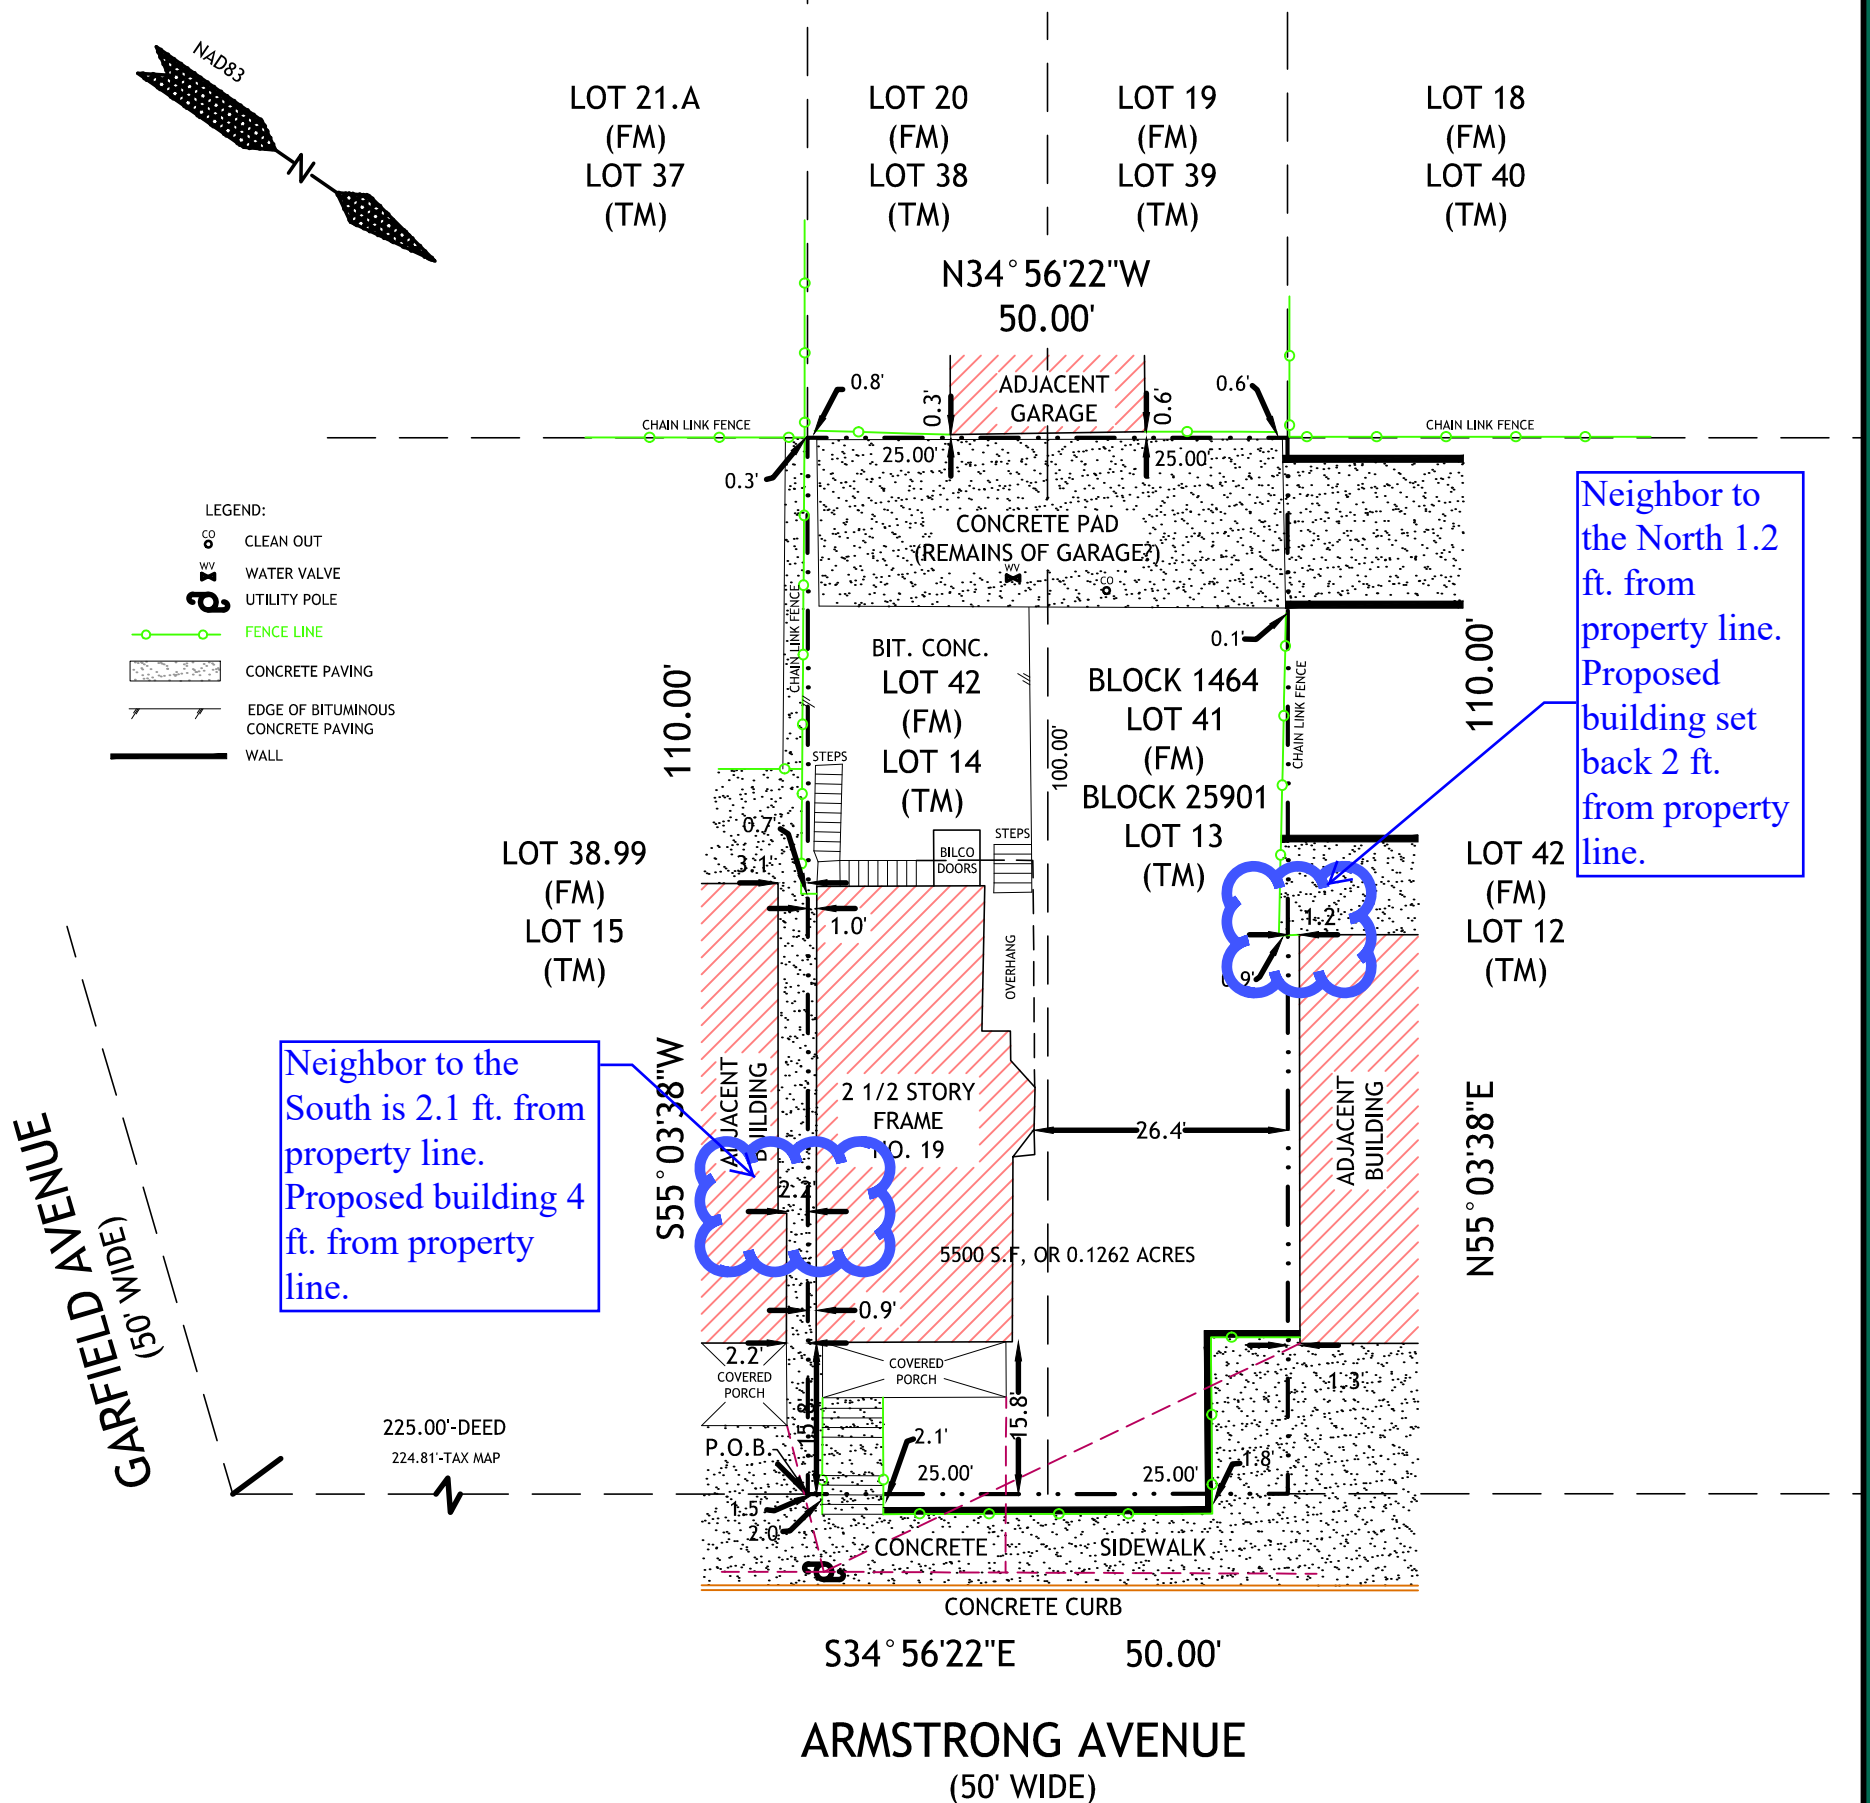 NAD83
N
LOT 21.A
(FM)
LOT 37
(TM)
LOT 20
(FM)
LOT 38
(TM)
LOT 19
(FM)
LOT 39
(TM)
LOT 18
(FM)
LOT 40
(TM)
N34°56'22"W
50.00'
0.8'
0.3'
ADJACENT
GARAGE
0.6'
0.6'
CHAIN LINK FENCE
CHAIN LINK FENCE
25.00'
25.00'
0.3'
CONCRETE PAD
(REMAINS OF GARAGE?)
WV
CO
LEGEND:
CO
CLEAN OUT
WV
WATER VALVE
UTILITY POLE
FENCE LINE
CONCRETE PAVING
EDGE OF BITUMINOUS
CONCRETE PAVING
WALL
Neighbor to
the North 1.2
ft. from
property line.
Proposed
building set
back 2 ft.
from property
line.
110.00'
CHAIN LINK FENCE
BIT. CONC.
LOT 42
(FM)
LOT 14
(TM)
100.00'
0.1'
BLOCK 1464
LOT 41
(FM)
BLOCK 25901
LOT 13
(TM)
CHAIN LINK FENCE
110.00'
STEPS
STEPS
BILCO
DOORS
0.7'
3.1'
1.0'
LOT 38.99
(FM)
LOT 15
(TM)
LOT 42
(FM)
LOT 12
(TM)
1.2'
OVERHANG
Neighbor to the
South is 2.1 ft. from
property line.
Proposed building 4
ft. from property
line.
S55°03'38"W
ADJACENT
BUILDING
2 1/2 STORY
FRAME
NO. 19
26.4'
ADJACENT
BUILDING
N55°03'38"E
2.2'
5500 S.F, OR 0.1262 ACRES
0.9'
2.2'
COVERED
PORCH
COVERED
PORCH
15.8'
15.8'
1.3'
GARFIELD AVENUE
(50' WIDE)
225.00'-DEED
224.81'-TAX MAP
P.O.B.
2.1'
25.00'
25.00'
1.8'
1.5'
2.0'
CONCRETE
SIDEWALK
CONCRETE CURB
S34°56'22"E
50.00'
ARMSTRONG AVENUE
(50' WIDE)